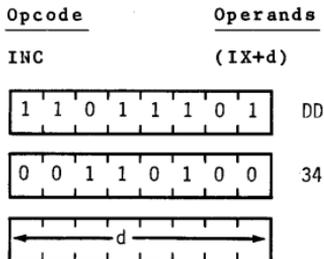 Opcode Operands
INC (IX+d)
1 1 0 1 1 1 0 1 DD
0 0 1 1 0 1 0 0 34
d